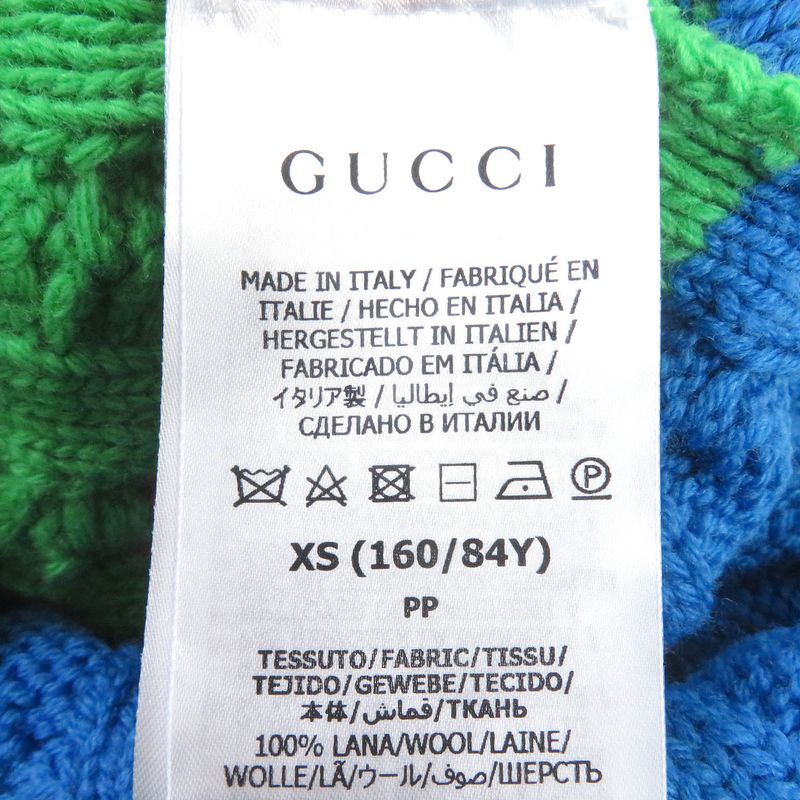 GUCCI
MADE IN ITALY / FABRIQUÉ EN
ITALIE / HECHO EN ITALIA /
HERGESTELLT IN ITALIEN /
FABRICADO EM ITÁLIA /
イタリア製 / صنع في إيطاليا /
СДЕЛАНО В ИТАЛИИ
P
XS (160/84Y)
PP
TESSUTO/FABRIC/TISSU/
TEJIDO/GEWEBE/TECIDO/
本体/قماش/ТКАНЬ
100% LANA/WOOL/LAINE/
WOLLE/LÃ/ウール/صوف/ШЕРСТЬ